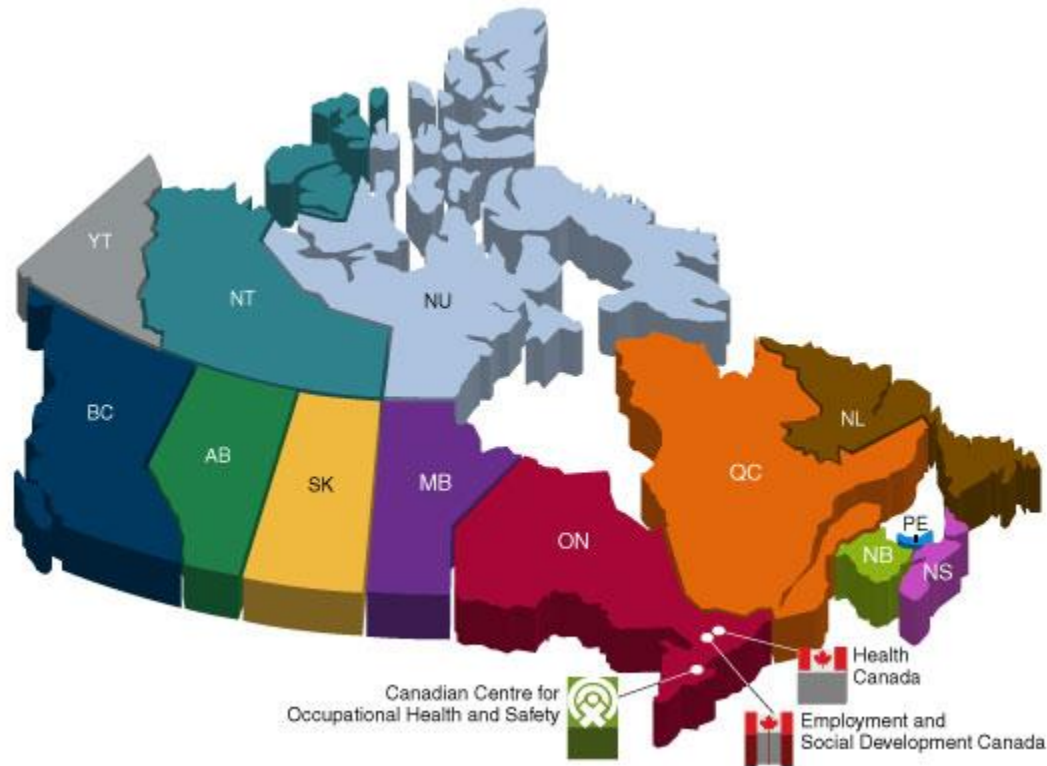 YT
NT
NU
BC
AB
SK
MB
ON
QC
NL
PE
NB
NS
Health
Canada
Canadian Centre for
Occupational Health and Safety
Employment and
Social Development Canada